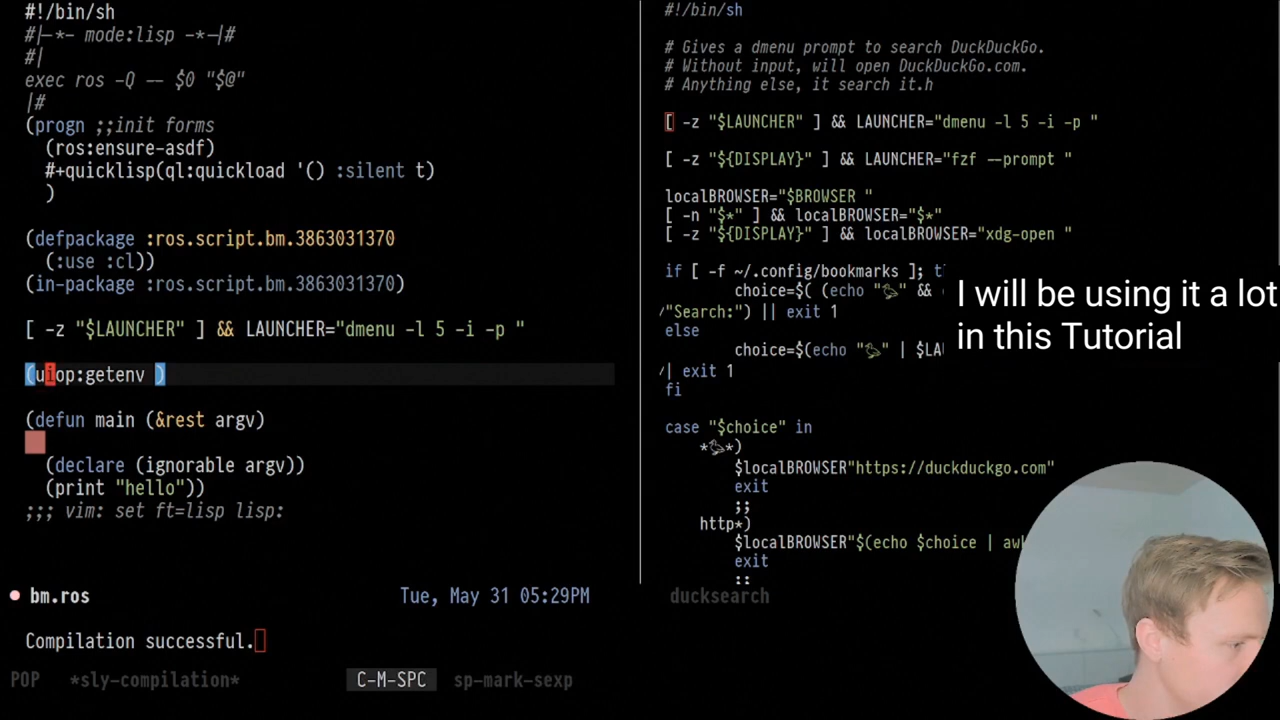 #!/bin/sh
#|-*- mode:lisp -*-|#
#|
exec ros -Q -- $0 "$@"
|#
(progn ;;init forms
(ros:ensure-asdf)
#+quicklisp(ql:quickload '() :silent t)
)
(defpackage :ros.script.bm.3863031370
(:use :cl))
(in-package :ros.script.bm.3863031370)
[ -z "$LAUNCHER" ] && LAUNCHER="dmenu -l 5 -i -p "
(uiop:getenv )
(defun main (&rest argv)
(declare (ignorable argv))
(print "hello"))
;;; vim: set ft=lisp lisp:
bm.ros
Tue, May 31 05:29PM
Compilation successful.
POP *sly-compilation*
C-M-SPC sp-mark-sexp
#!/bin/sh
# Gives a dmenu prompt to search DuckDuckGo.
# Without input, will open DuckDuckGo.com.
# Anything else, it search it.h
[ -z "$LAUNCHER" ] && LAUNCHER="dmenu -l 5 -i -p "
[ -z "${DISPLAY}" ] && LAUNCHER="fzf --prompt "
localBROWSER="$BROWSER "
[ -n "$*" ] && localBROWSER="$*"
[ -z "${DISPLAY}" ] && localBROWSER="xdg-open "
if [ -f ~/.config/bookmarks ]; t
choice=$( (echo "🦆" &&
/"Search:") || exit 1
else
choice=$(echo "🦆" | $LA
/| exit 1
fi
case "$choice" in
*🦆*)
$localBROWSER"https://duckduckgo.com"
exit
;;
http*)
$localBROWSER"$(echo $choice | aw
exit
;;
ducksearch
I will be using it a lot
in this Tutorial